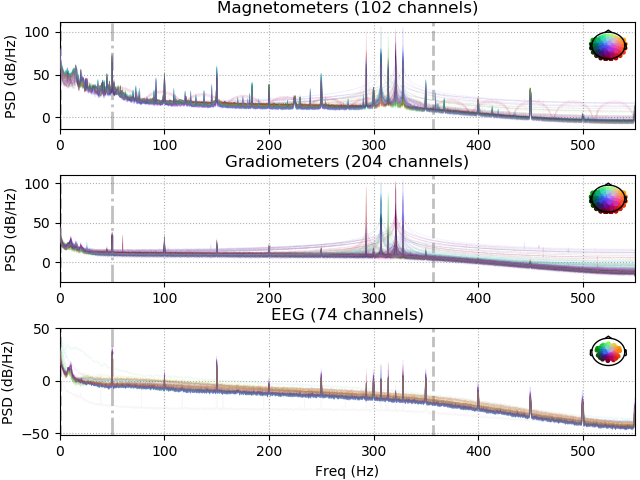 Magnetometers (102 channels)
PSD (dB/Hz)
100
50
0
0 100 200 300 400 500
Gradiometers (204 channels)
PSD (dB/Hz)
100
50
0
0 100 200 300 400 500
EEG (74 channels)
PSD (dB/Hz)
50
0
−50
0 100 200 300 400 500
Freq (Hz)